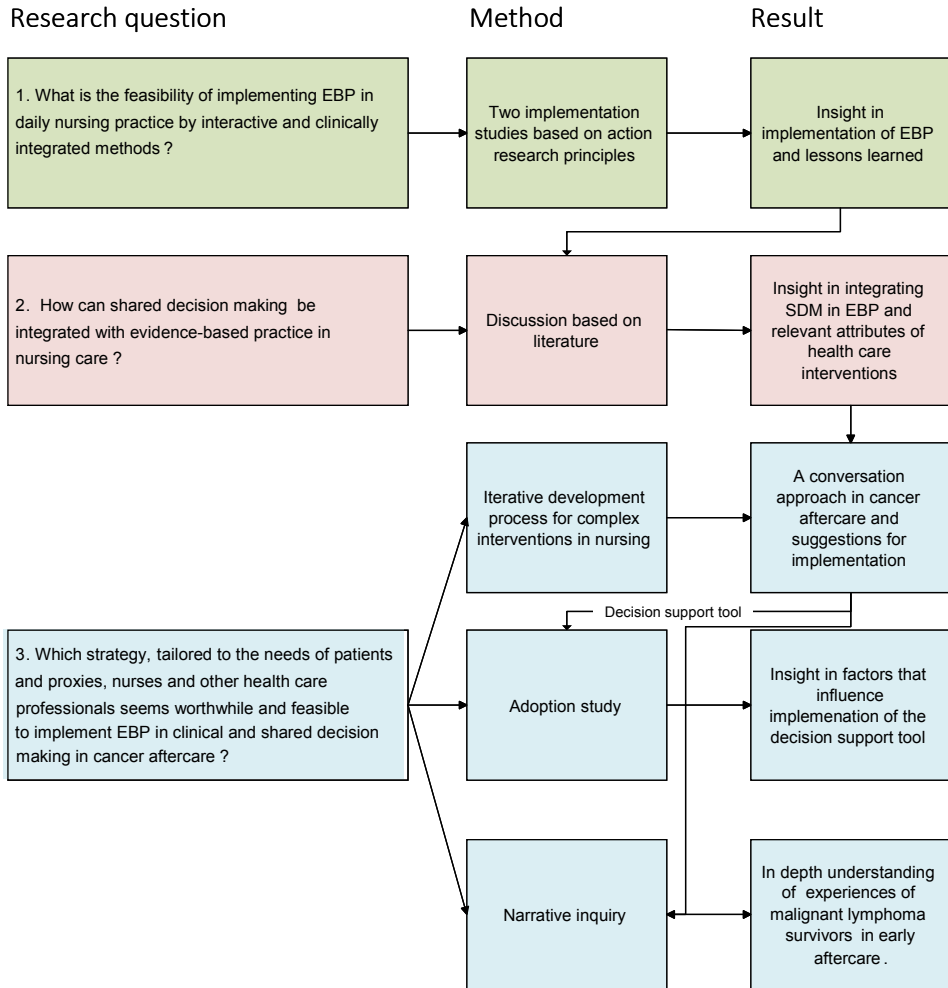 Research question
Method
Result
1. What is the feasibility of implementing EBP in
daily nursing practice by interactive and clinically
integrated methods ?
Two implementation
studies based on action
research principles
Insight in
implementation of EBP
and lessons learned
2. How can shared decision making be
integrated with evidence-based practice in
nursing care ?
Discussion based on
literature
Insight in integrating
SDM in EBP and
relevant attributes of
health care
interventions
Iterative development
process for complex
interventions in nursing
A conversation
approach in cancer
aftercare and
suggestions for
implementation
Decision support tool
3. Which strategy, tailored to the needs of patients
and proxies, nurses and other health care
professionals seems worthwhile and feasible
to implement EBP in clinical and shared decision
making in cancer aftercare ?
Adoption study
Insight in factors that
influence
implemenation of the
decision support tool
Narrative inquiry
In depth understanding
of experiences of
malignant lymphoma
survivors in early
aftercare .